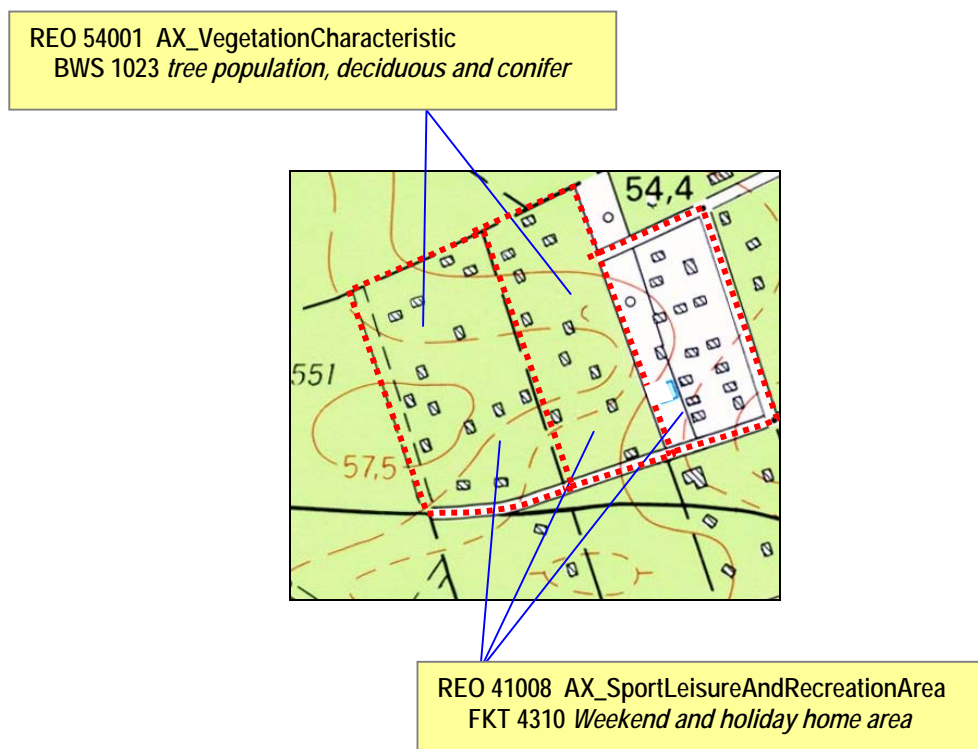 REO 54001 AX_VegetationCharacteristic
BWS 1023 tree population, deciduous and conifer
54,4
551
57,5
REO 41008 AX_SportLeisureAndRecreationArea
FKT 4310 Weekend and holiday home area